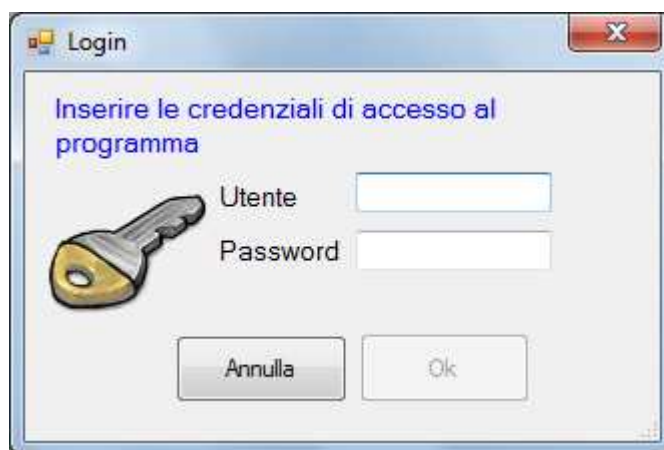 Login
Inserire le credenziali di accesso al
programma
Utente
Password
Annulla
Ok